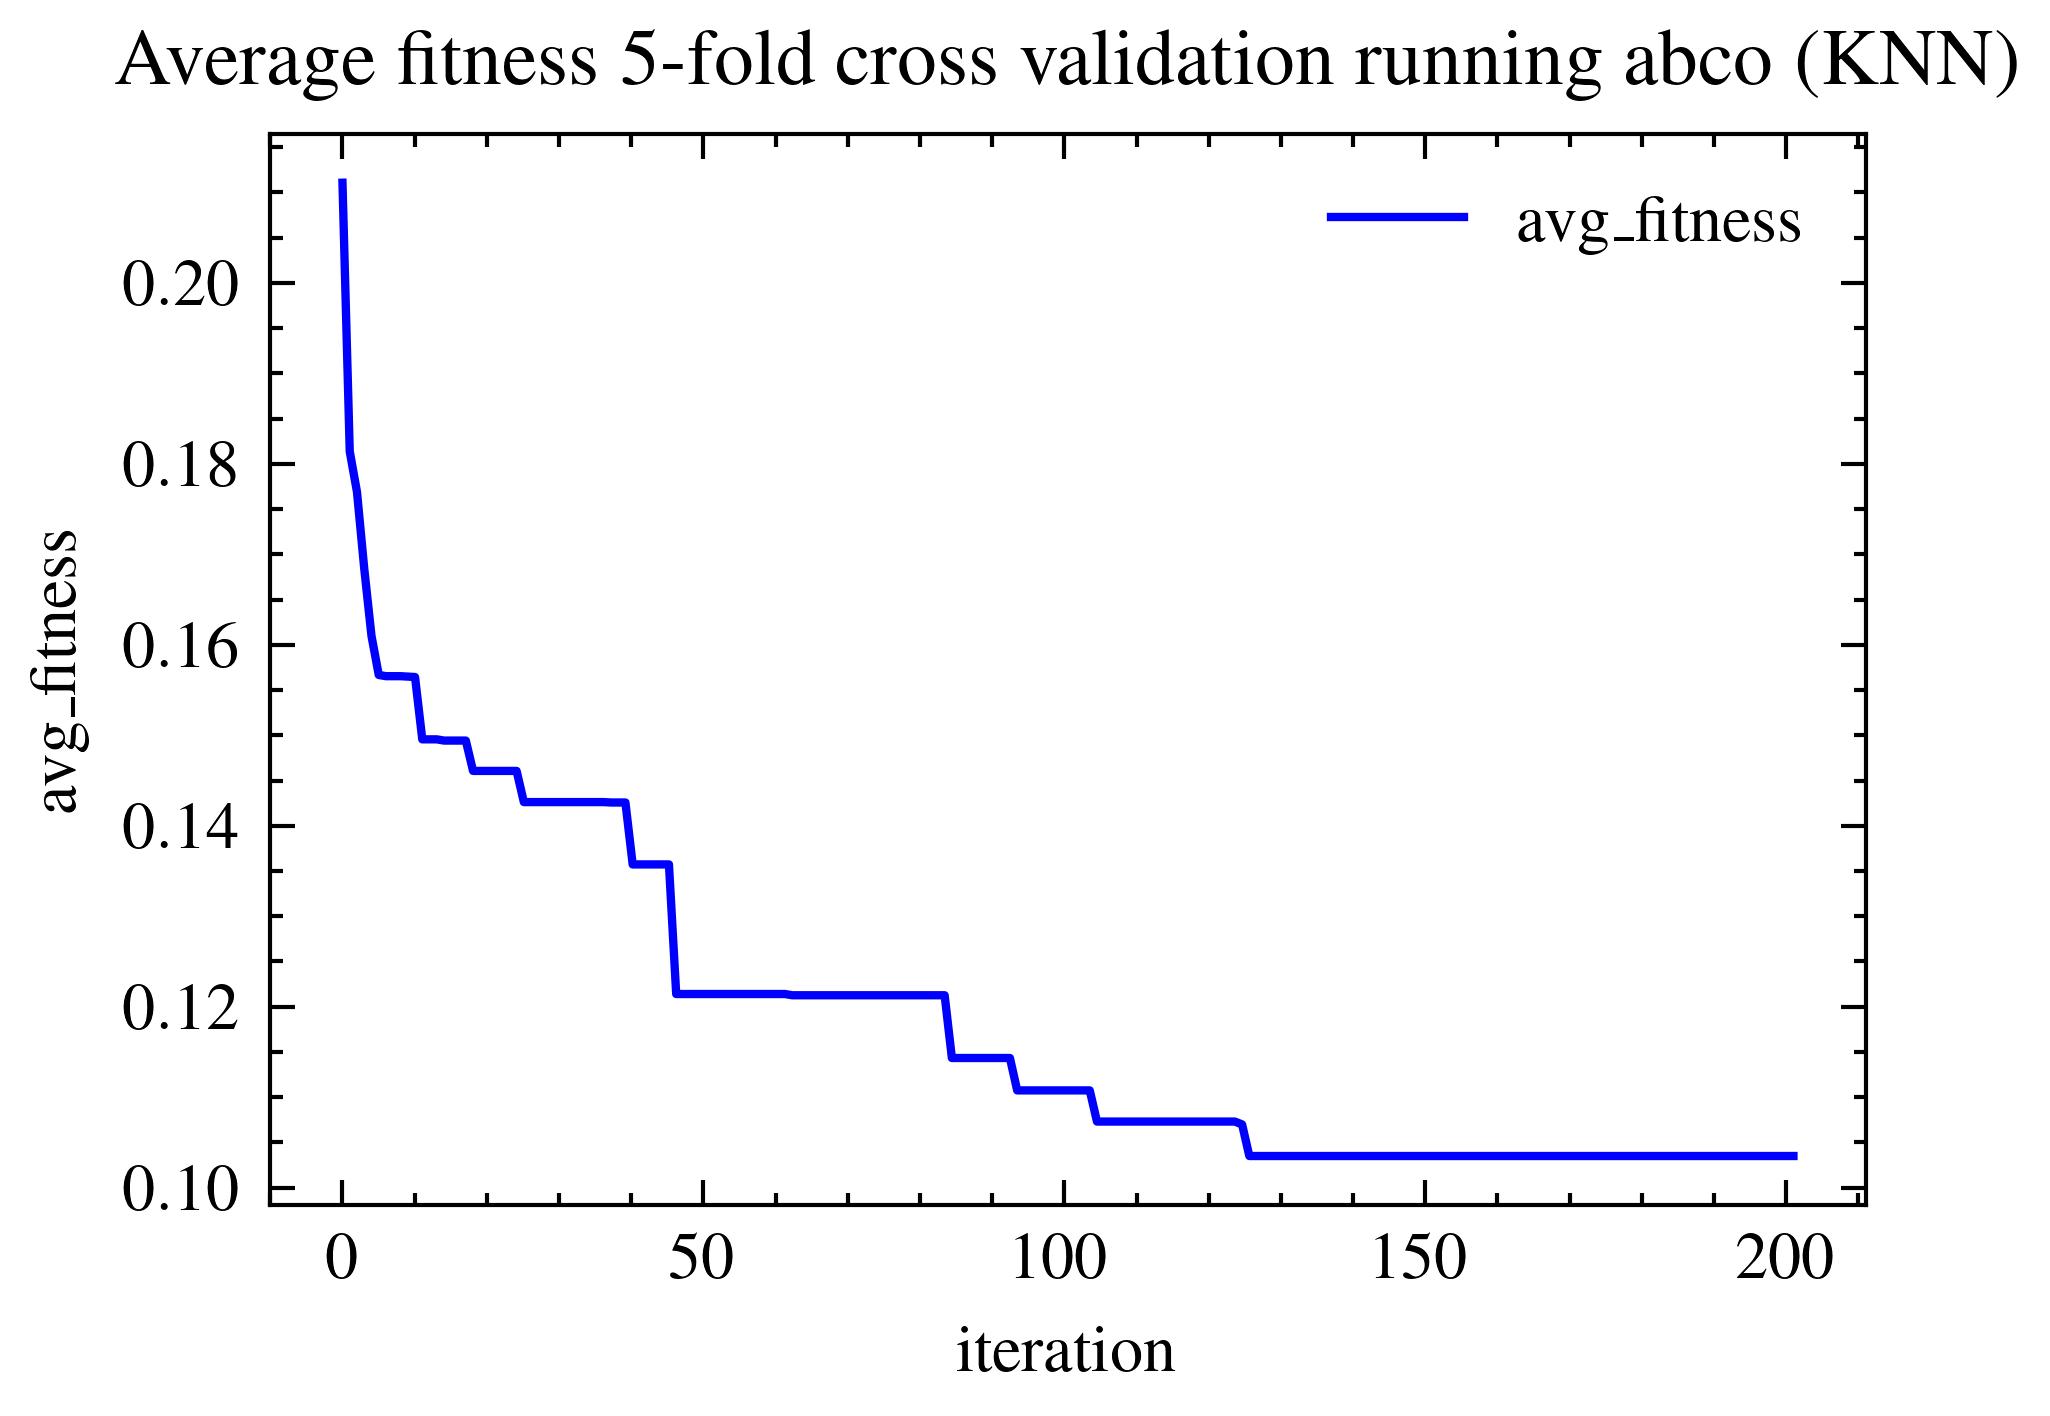 Average fitness 5-fold cross validation running abco (KNN)
avg_fitness
0.20
0.18
0.16
0.14
0.12
0.10
avg_fitness
0 50 100 150 200
iteration